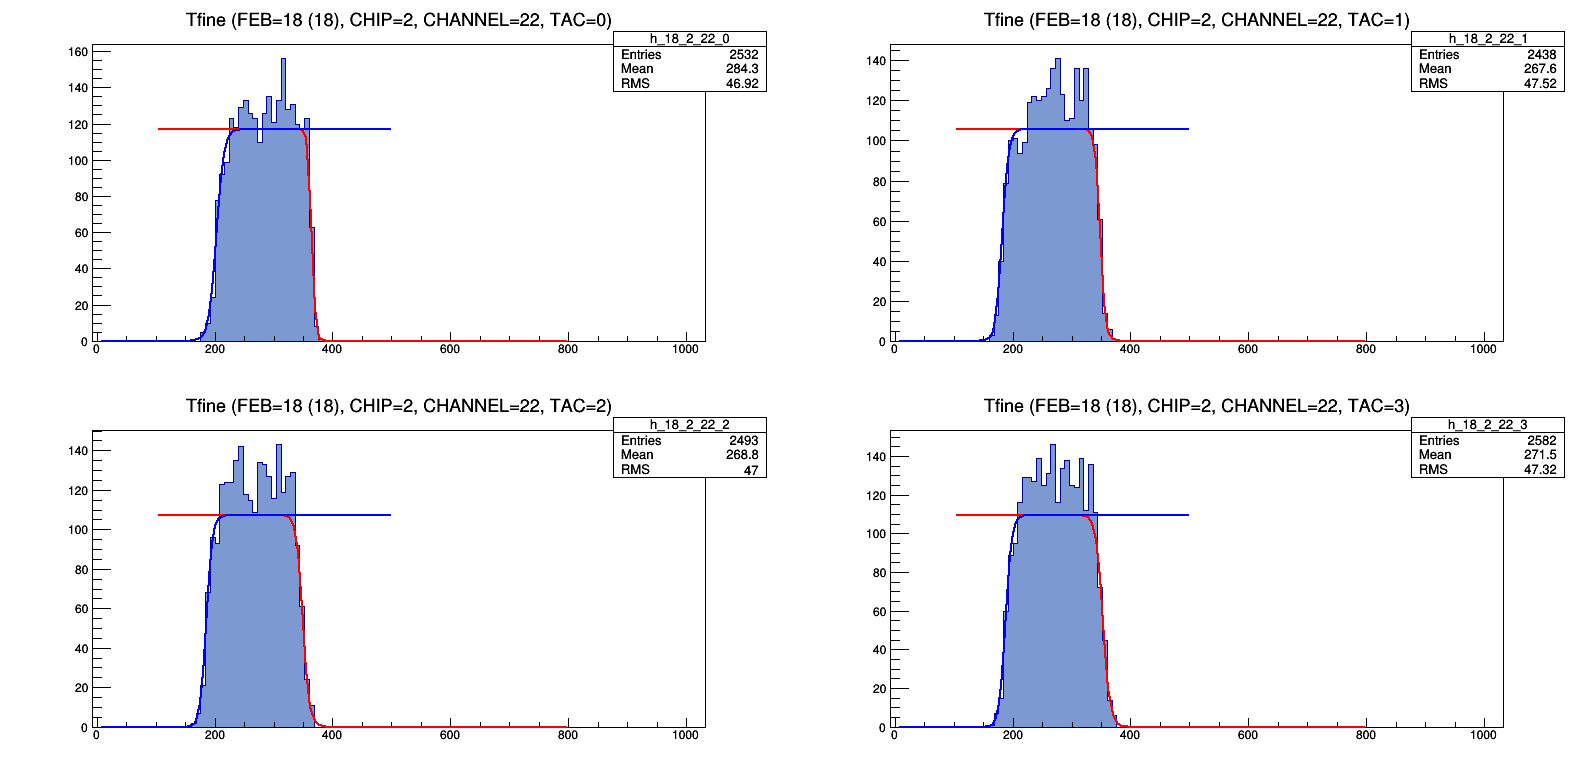 Tfine (FEB=18 (18), CHIP=2, CHANNEL=22, TAC=0)
h_18_2_22_0
Entries 2532
Mean 284.3
RMS 46.92
160
140
120
100
80
60
40
20
0
0 200 400 600 800 1000
Tfine (FEB=18 (18), CHIP=2, CHANNEL=22, TAC=1)
h_18_2_22_1
Entries 2438
Mean 267.6
RMS 47.52
140
120
100
80
60
40
20
0
0 200 400 600 800 1000
Tfine (FEB=18 (18), CHIP=2, CHANNEL=22, TAC=2)
h_18_2_22_2
Entries 2493
Mean 268.8
RMS 47
140
120
100
80
60
40
20
0
0 200 400 600 800 1000
Tfine (FEB=18 (18), CHIP=2, CHANNEL=22, TAC=3)
h_18_2_22_3
Entries 2582
Mean 271.5
RMS 47.32
140
120
100
80
60
40
20
0
0 200 400 600 800 1000